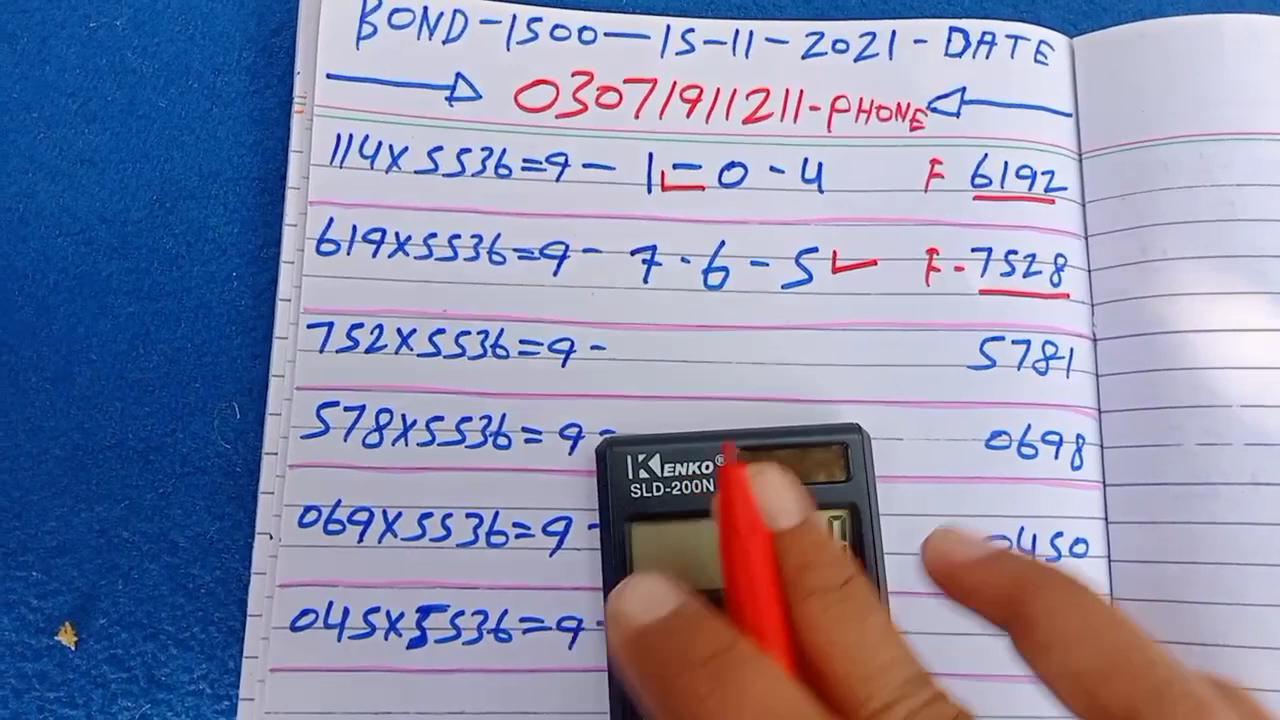 BOND-1500-15-11-2021-DATE
03071911211-PHONE
114X5536=9-1-0-4 F 6192
619X5536=9-7-6-5 F-7528
752X5536=9- 5781
578X5536=9- 0698
KENKO®
SLD-200N
069X5536=9- 0450
045X5536=9-